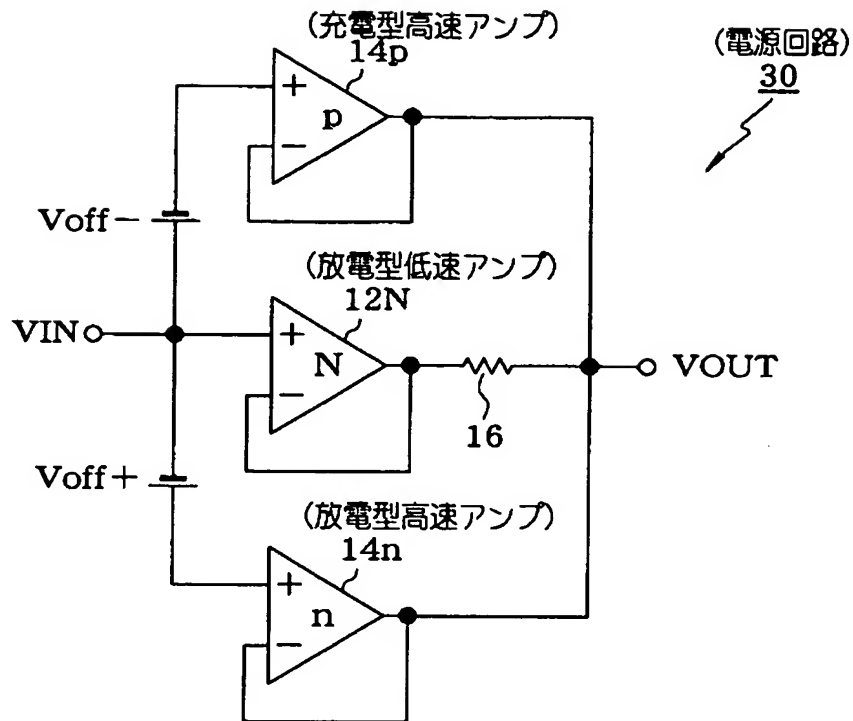 (充電型高速アンプ)
14p
(電源回路)
30
+
p
−
Voff−
(放電型低速アンプ)
12N
VIN
+
N
−
VOUT
16
Voff+
(放電型高速アンプ)
14n
+
n
−